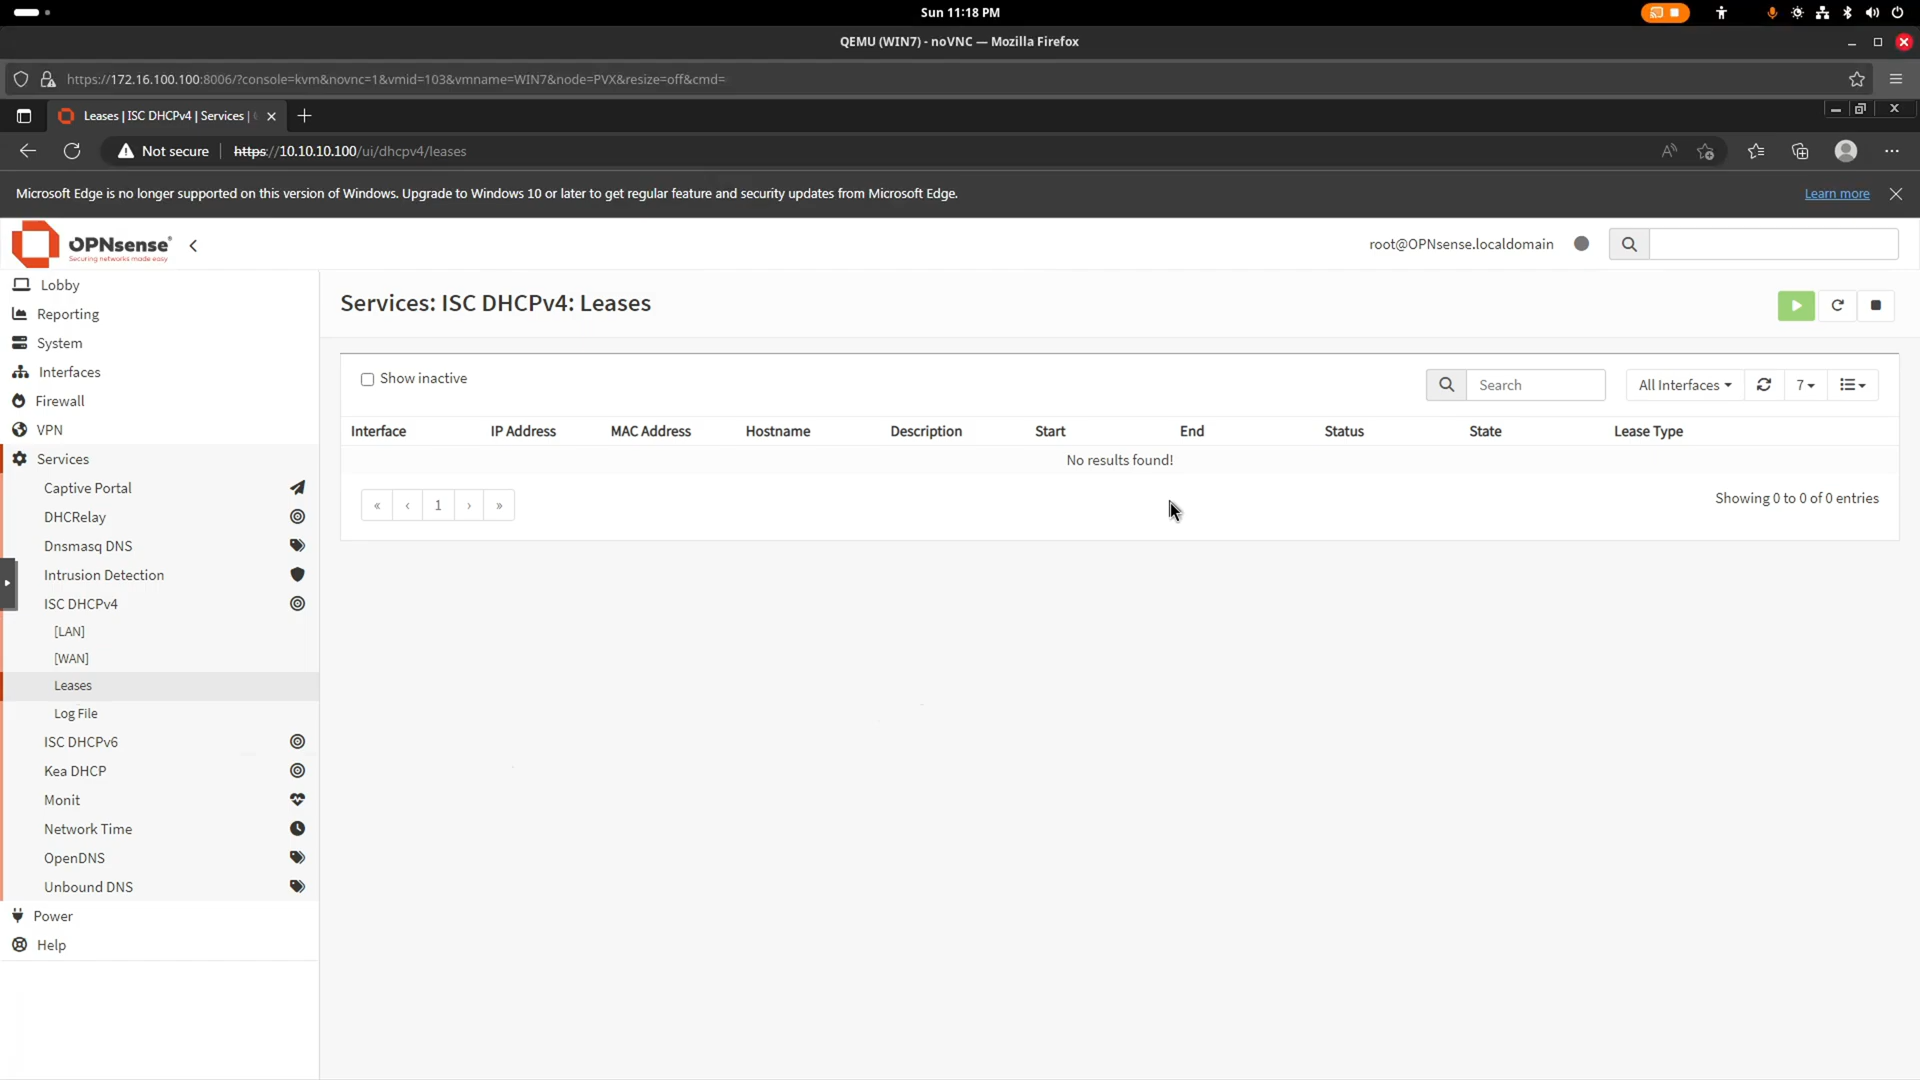 Sun 11:18 PM
QEMU (WIN7) - noVNC — Mozilla Firefox
https://172.16.100.100:8006/?console=kvm&novnc=1&vmid=103&vmname=WIN7&node=PVX&resize=off&cmd=
Leases | ISC DHCPv4 | Services |
Not secure https://10.10.10.100/ui/dhcpv4/leases
Microsoft Edge is no longer supported on this version of Windows. Upgrade to Windows 10 or later to get regular feature and security updates from Microsoft Edge. Learn more
OPNsense®
Securing networks made easy
root@OPNsense.localdomain
Lobby
Reporting
System
Interfaces
Firewall
VPN
Services
Captive Portal
DHCRelay
Dnsmasq DNS
Intrusion Detection
ISC DHCPv4
[LAN]
[WAN]
Leases
Log File
ISC DHCPv6
Kea DHCP
Monit
Network Time
OpenDNS
Unbound DNS
Power
Help
Services: ISC DHCPv4: Leases
Show inactive
Search
All Interfaces
7
Interface IP Address MAC Address Hostname Description Start End Status State Lease Type
No results found!
« ‹ 1 › »
Showing 0 to 0 of 0 entries